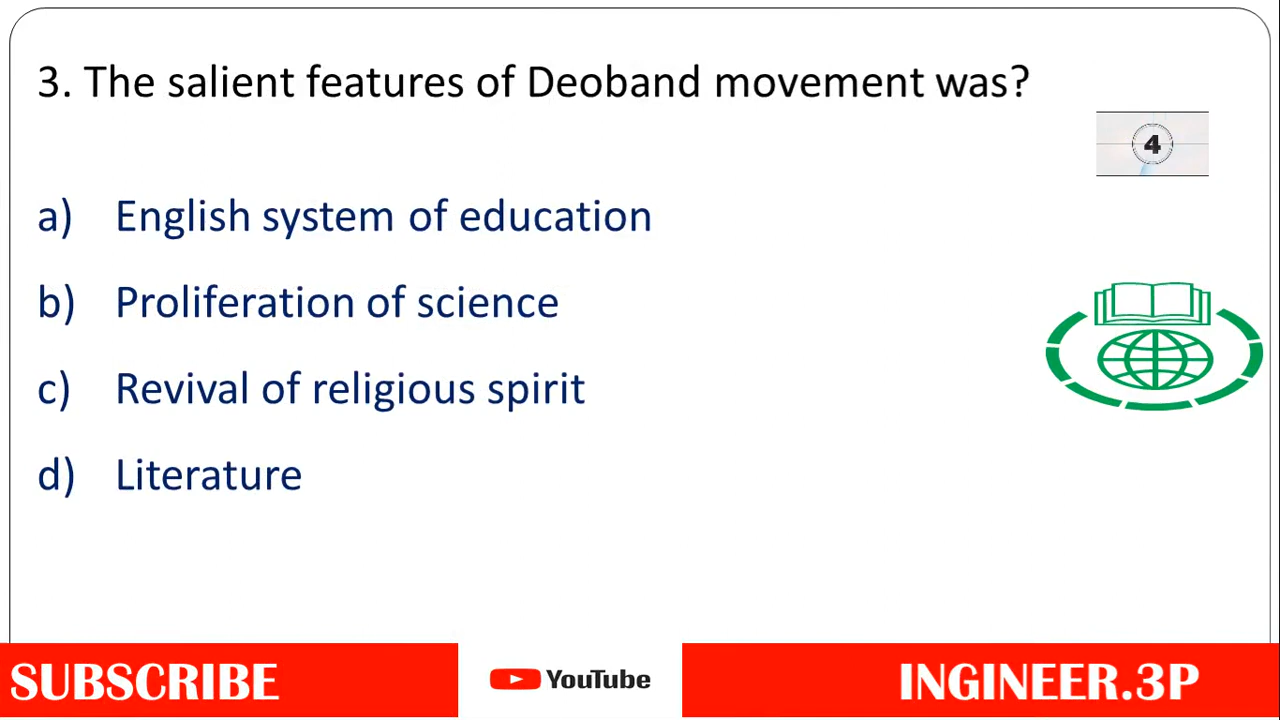 3. The salient features of Deoband movement was?
4
a) English system of education
b) Proliferation of science
c) Revival of religious spirit
d) Literature
SUBSCRIBE YouTube INGINEER.3P